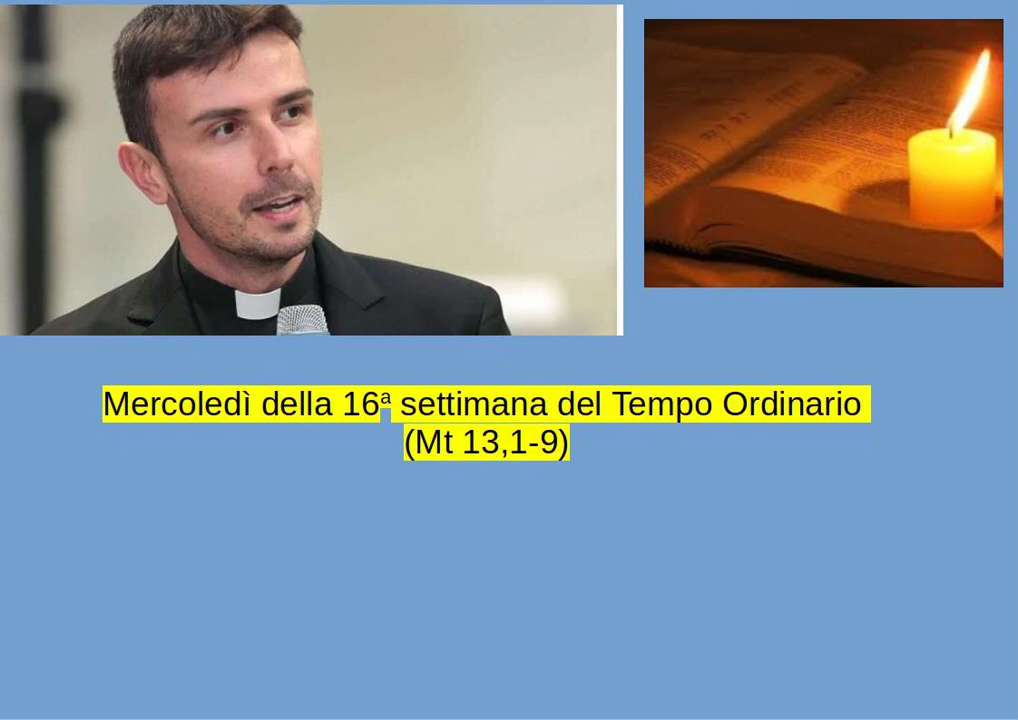 Mercoledì della 16ª settimana del Tempo Ordinario
(Mt 13,1-9)